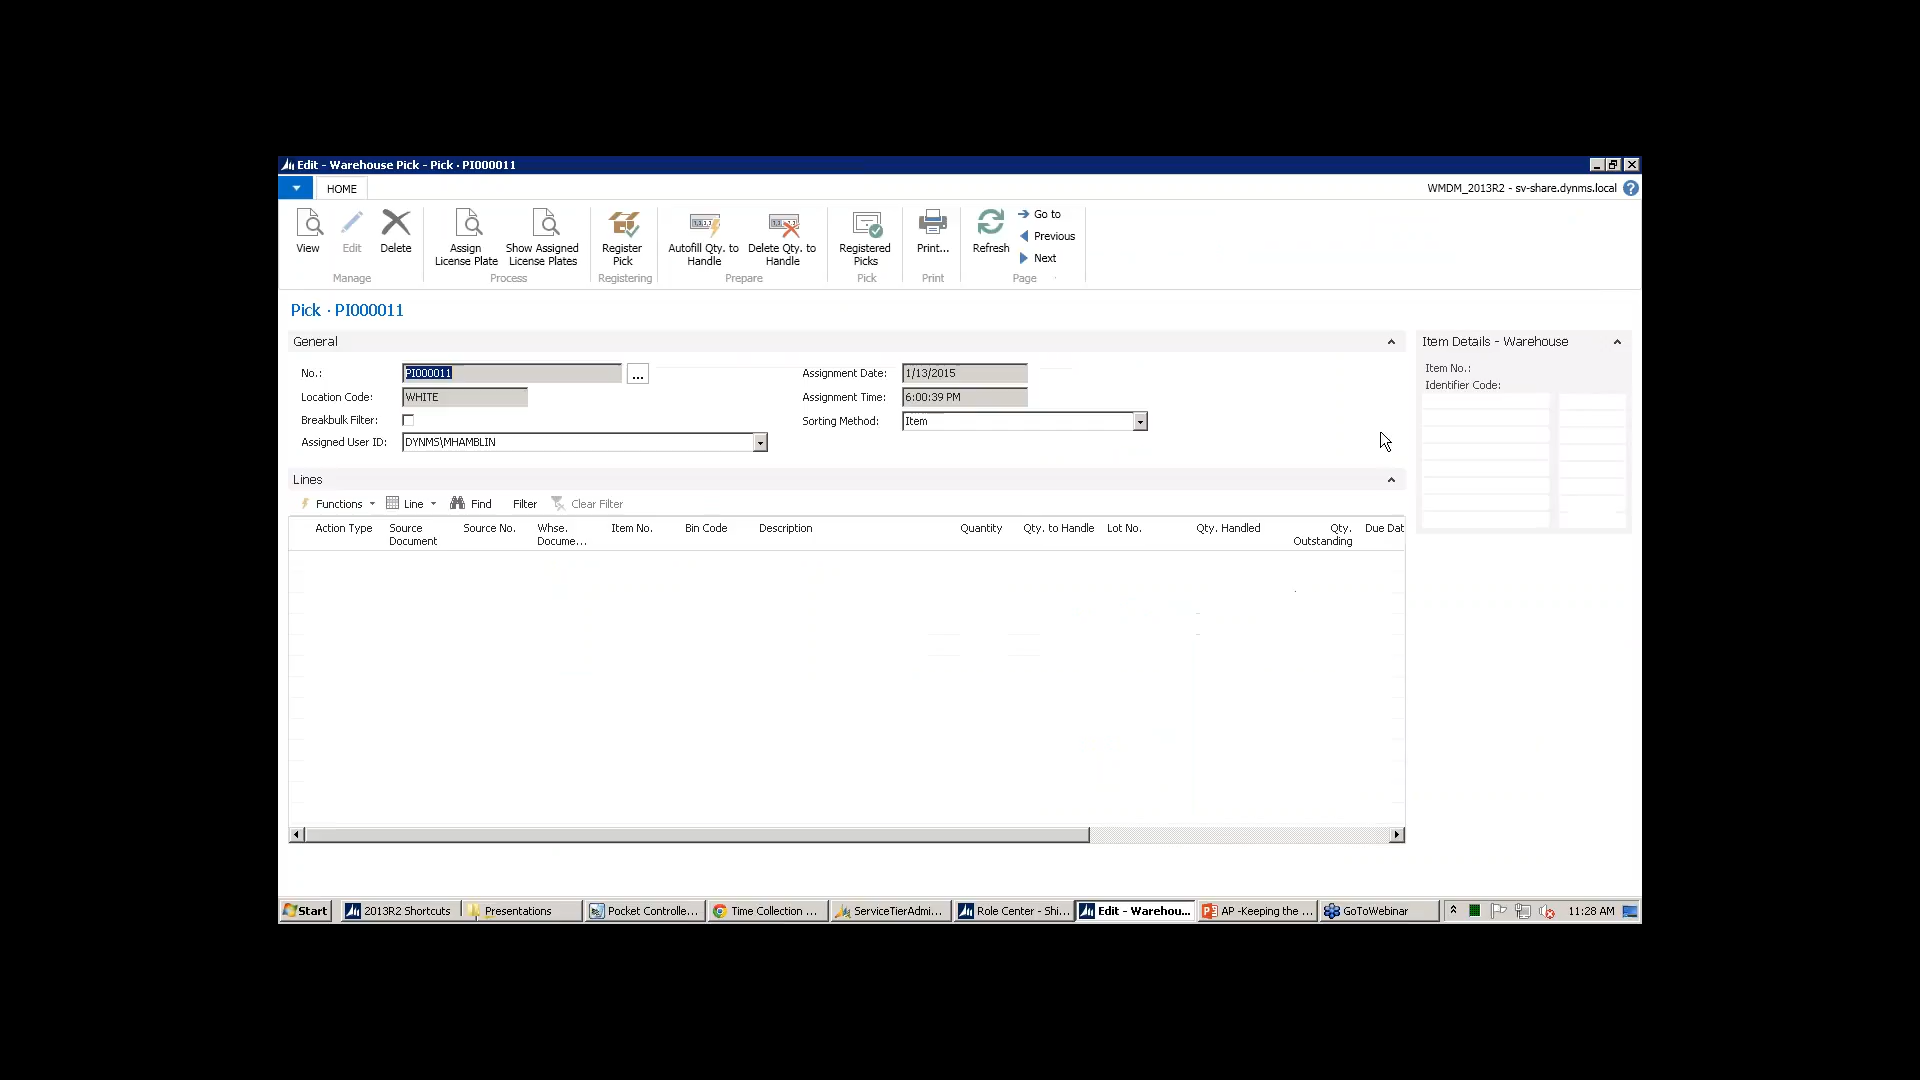 Edit - Warehouse Pick - Pick · PI000011
HOME
WMDM_2013R2 - sv-share.dynms.local
View
Edit
Delete
Manage
Assign
License Plate
Show Assigned
License Plates
Process
Register
Pick
Registering
Autofill Qty. to
Handle
Delete Qty. to
Handle
Prepare
Registered
Picks
Pick
Print...
Print
Refresh
Go to
Previous
Next
Page
Pick · PI000011
General
No.: PI000011 ...
Location Code: WHITE
Breakbulk Filter:
Assigned User ID: DYNMS\MHAMBLIN
Assignment Date: 1/13/2015
Assignment Time: 6:00:39 PM
Sorting Method: Item
Item Details - Warehouse
Item No.:
Identifier Code:
Lines
Functions Line Find Filter Clear Filter
Action Type
Source
Document
Source No.
Whse.
Docume...
Item No.
Bin Code
Description
Quantity
Qty. to Handle
Lot No.
Qty. Handled
Qty.
Outstanding
Due Dat
Start 2013R2 Shortcuts Presentations Pocket Controlle... Time Collection ... ServiceTierAdmi... Role Center - Shi... Edit - Warehou... AP -Keeping the ... GoToWebinar 11:28 AM